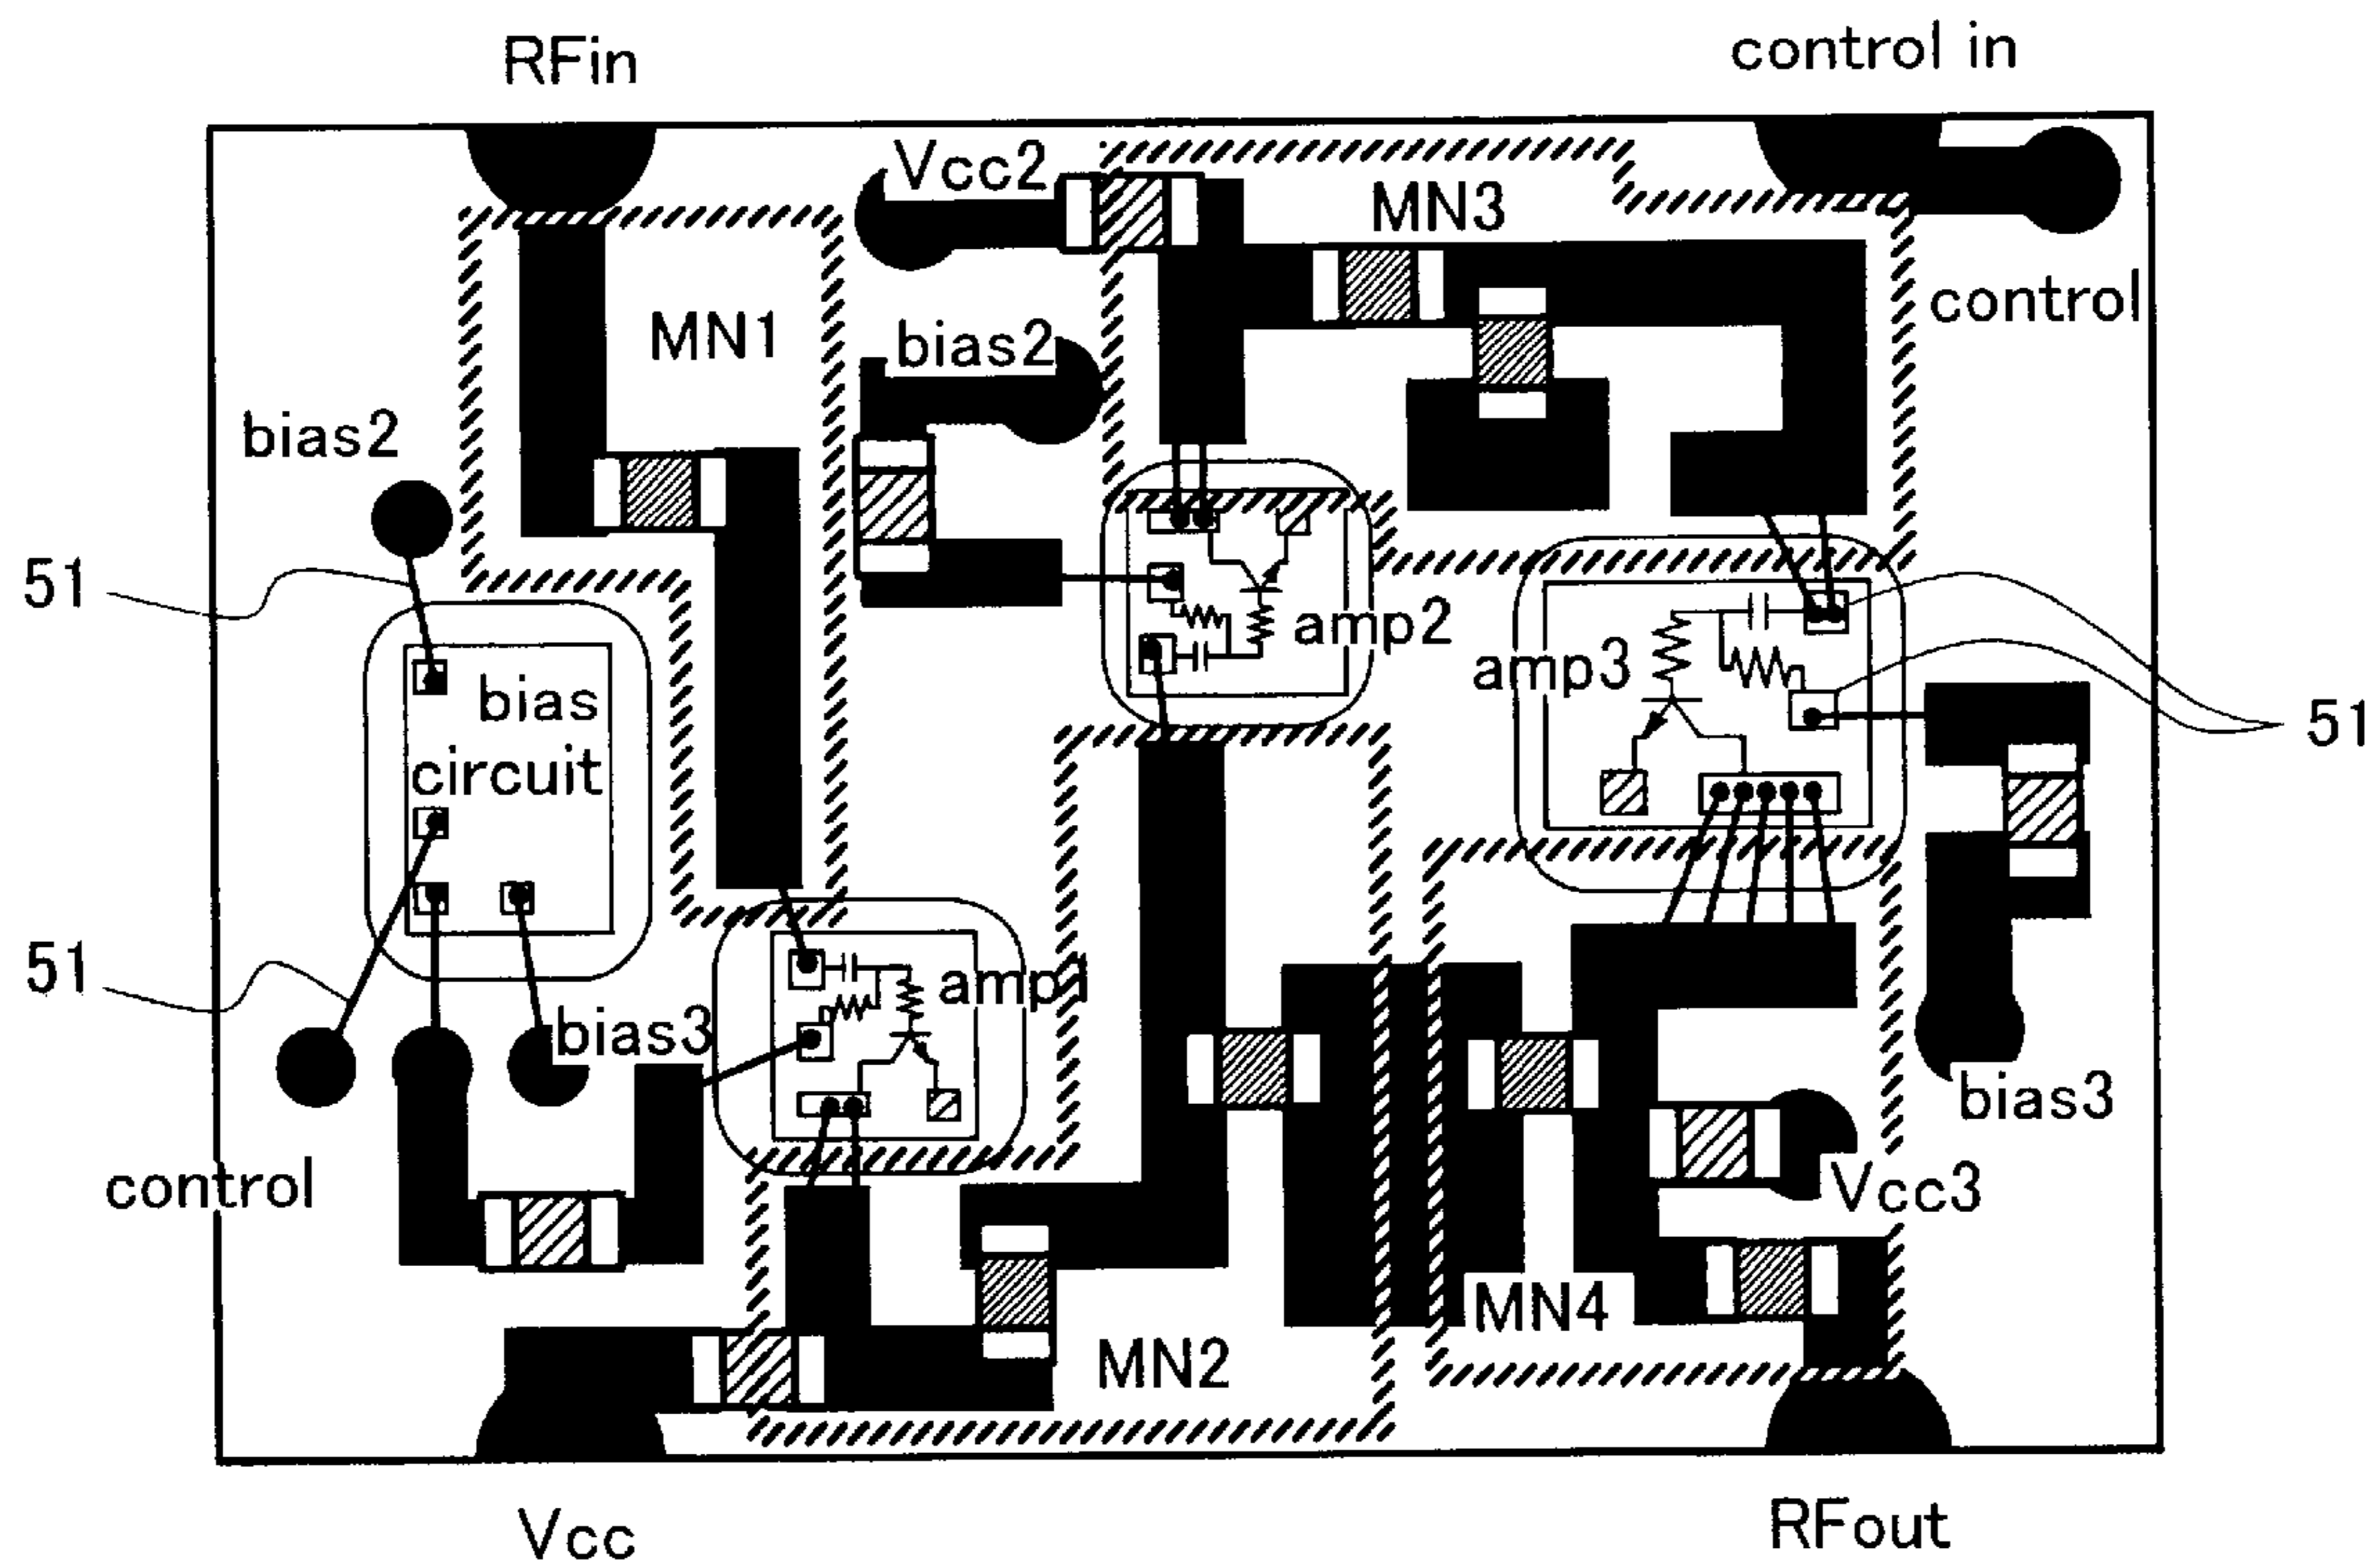 RFin
control in
Vcc2
MN3
control
MN1
bias2
bias2
51
amp2
amp3
bias
circuit
51
51
amp1
bias3
bias3
control
Vcc3
MN4
MN2
Vcc
RFout